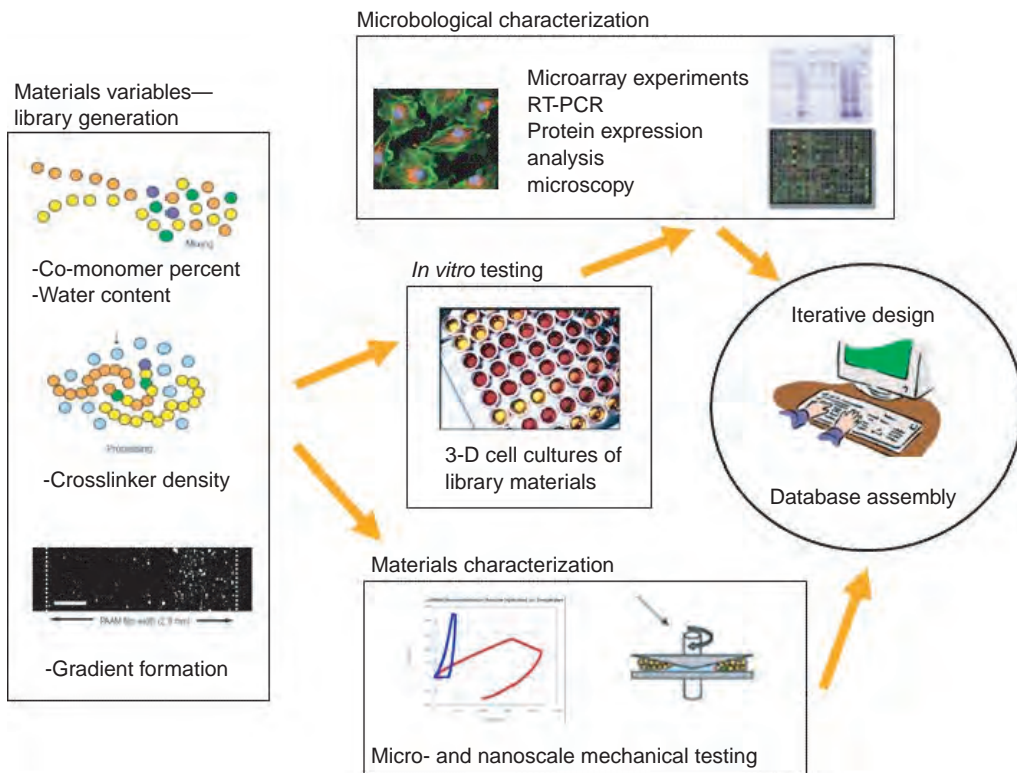 Microbological characterization
Microarray experiments
RT-PCR
Protein expression
analysis
microscopy
Materials variables—
library generation
Mixing
-Co-monomer percent
-Water content
Processing
-Crosslinker density
PAAM film width (2.9 mm)
-Gradient formation
In vitro testing
3-D cell cultures of
library materials
Iterative design
Database assembly
Materials characterization
Micro- and nanoscale mechanical testing